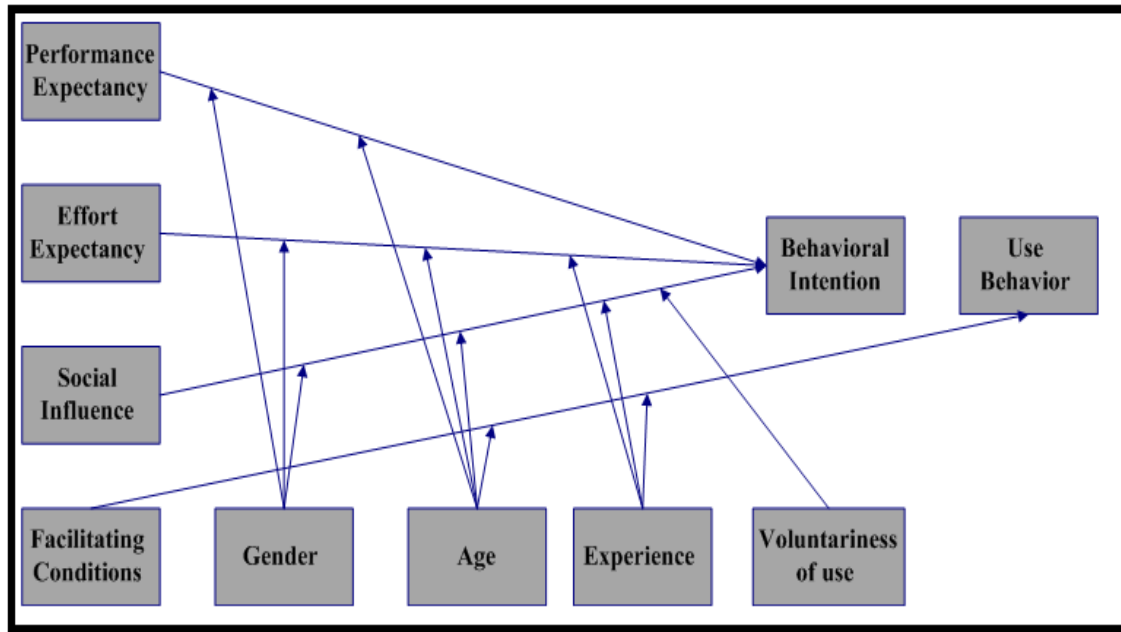 Performance
Expectancy
Effort
Expectancy
Behavioral
Intention
Use
Behavior
Social
Influence
Facilitating
Conditions
Gender
Age
Experience
Voluntariness
of use